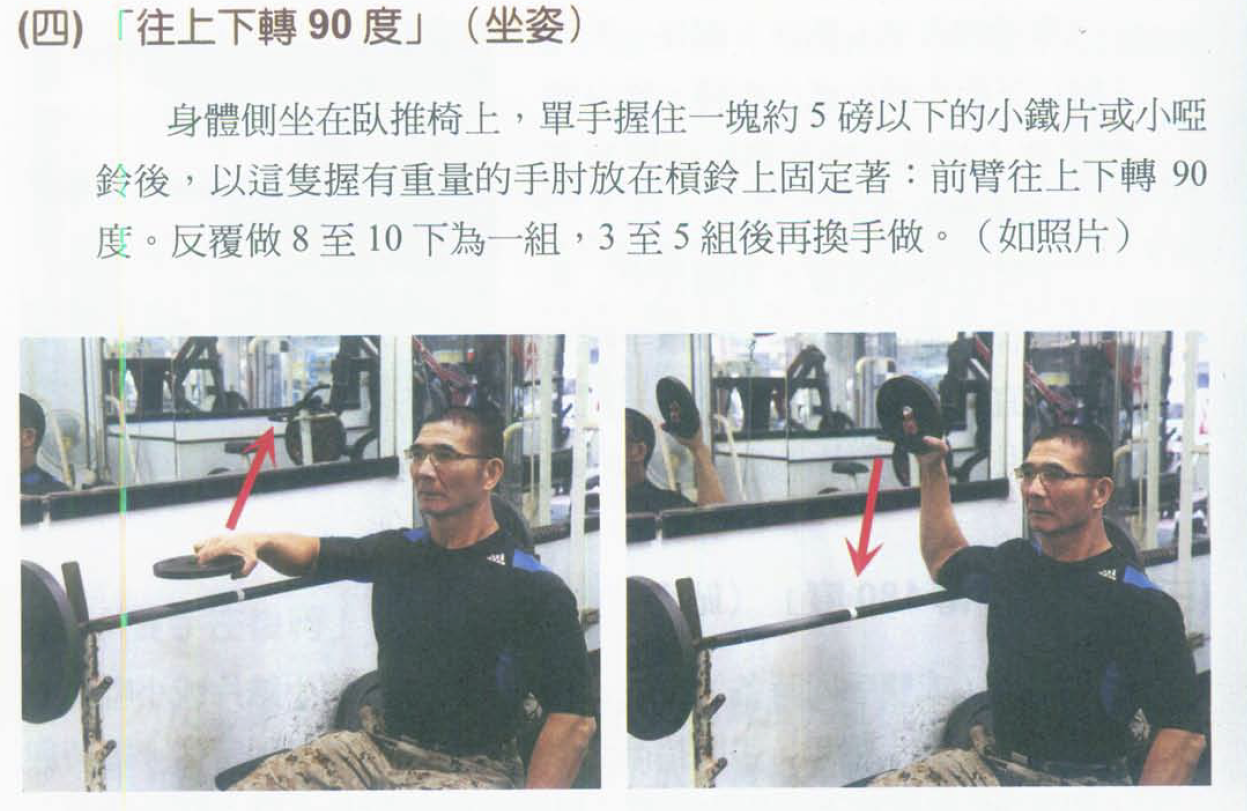 (四) 「往上下轉 90 度」（坐姿）
身體側坐在臥推椅上，單手握住一塊約 5 磅以下的小鐵片或小啞
鈴後，以這隻握有重量的手肘放在槓鈴上固定著：前臂往上下轉 90
度。反覆做 8 至 10 下為一組，3 至 5 組後再換手做。（如照片）